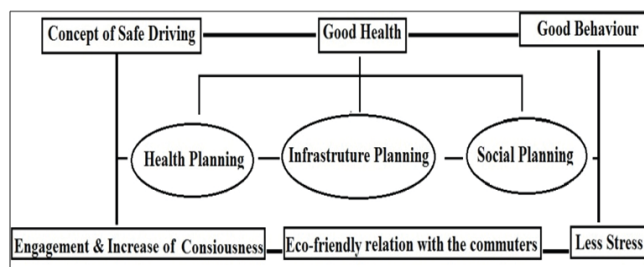 Concept of Safe Driving
Good Health
Good Behaviour
Health Planning
Infrastruture Planning
Social Planning
Engagement & Increase of Consiousness
Eco-friendly relation with the commuters
Less Stress